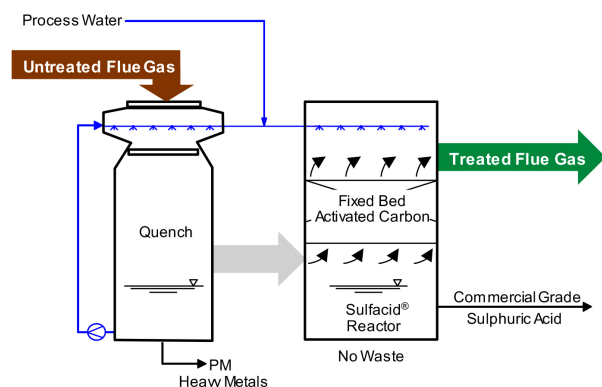 Process Water
Untreated Flue Gas
Treated Flue Gas
Fixed Bed
Activated Carbon
Quench
Sulfacid®
Reactor
Commercial Grade
Sulphuric Acid
No Waste
PM
Heavy Metals